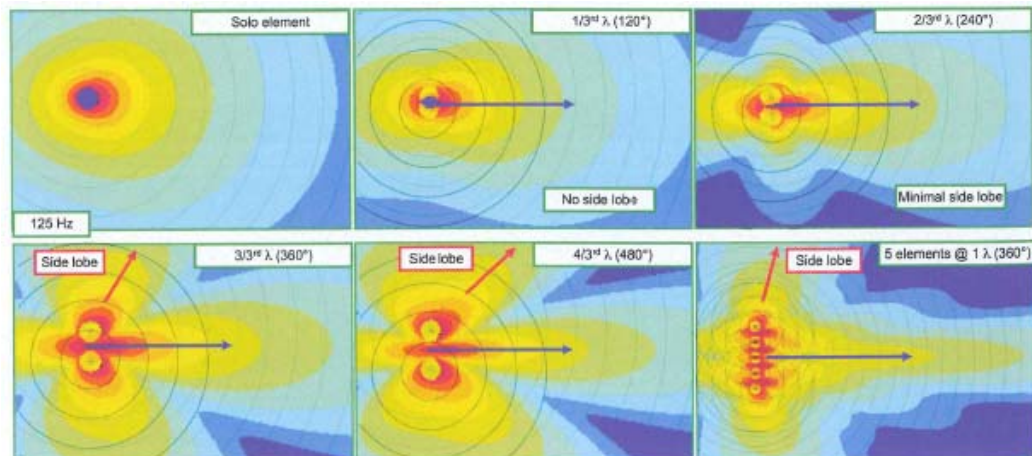 Solo element
1/3ʳᵈ λ (120°)
2/3ʳᵈ λ (240°)
No side lobe
Minimal side lobe
125 Hz
Side lobe
3/3ʳᵈ λ (360°)
Side lobe
4/3ʳᵈ λ (480°)
Side lobe
5 elements @ 1 λ (360°)